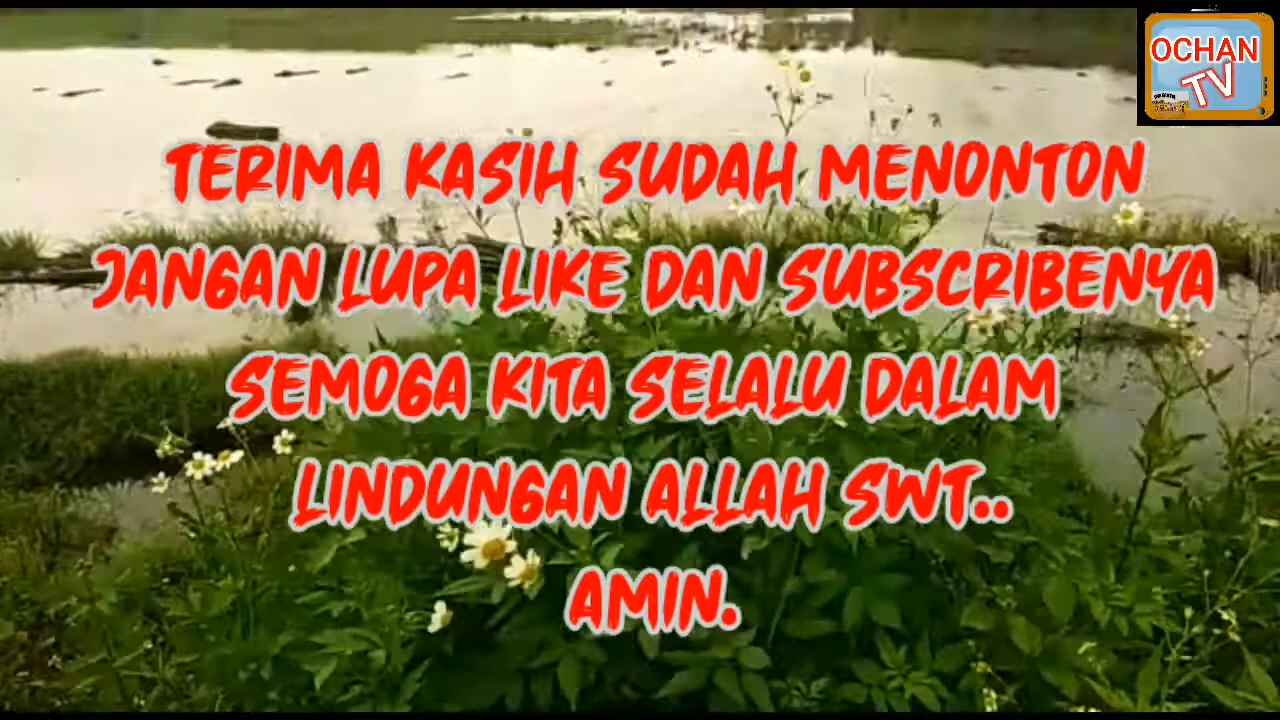 OCHAN
TV
TERIMA KASIH SUDAH MENONTON
JANGAN LUPA LIKE DAN SUBSCRIBENYA
SEMOGA KITA SELALU DALAM
LINDUNGAN ALLAH SWT..
AMIN.